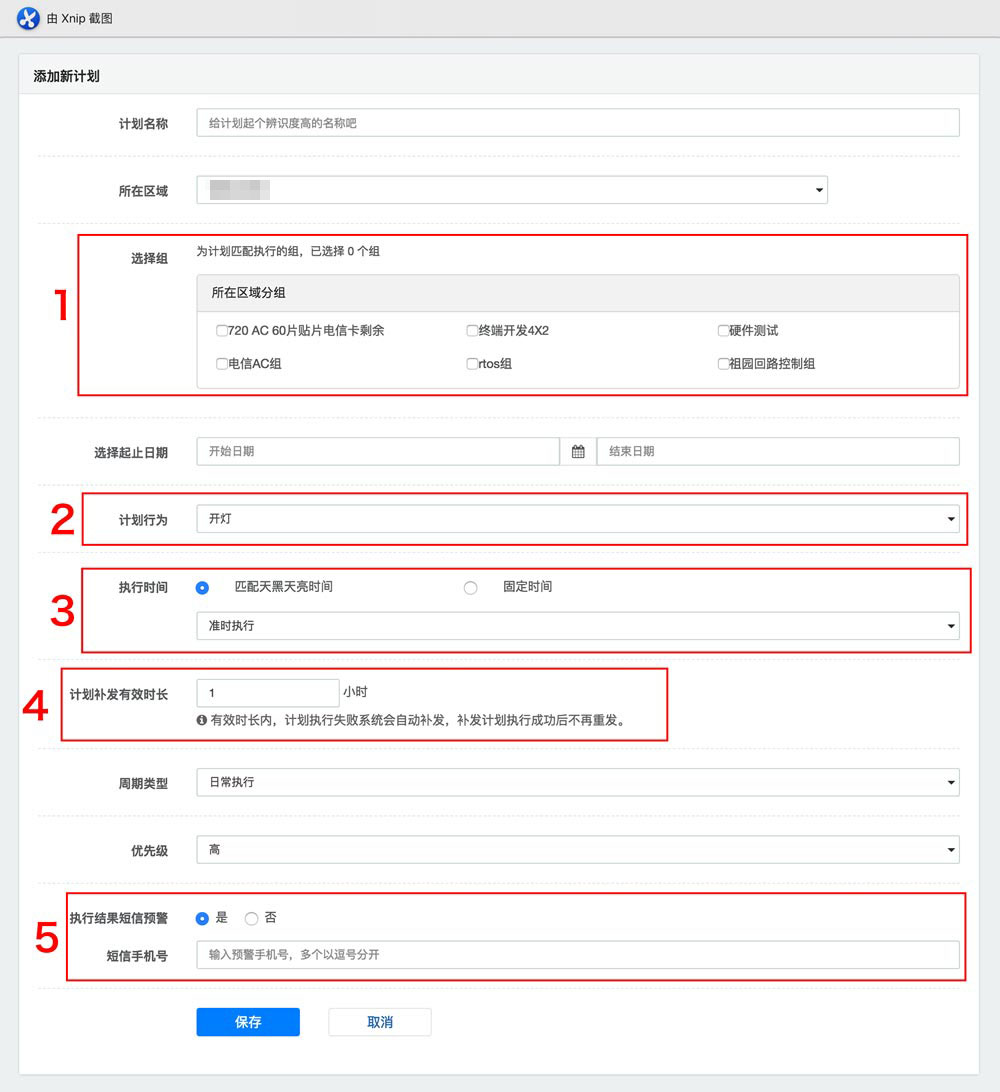 由 Xnip 截图
添加新计划
计划名称
给计划起个辨识度高的名称吧
所在区域
1
选择组
为计划匹配执行的组，已选择 0 个组
所在区域分组
720 AC 60片贴片电信卡剩余
终端开发4X2
硬件测试
电信AC组
rtos组
祖园回路控制组
选择起止日期
开始日期
结束日期
2
计划行为
开灯
3
执行时间
匹配天黑天亮时间
固定时间
准时执行
4
计划补发有效时长
1
小时
有效时长内，计划执行失败系统会自动补发，补发计划执行成功后不再重发。
周期类型
日常执行
优先级
高
5
执行结果短信预警
是
否
短信手机号
输入预警手机号，多个以逗号分开
保存
取消